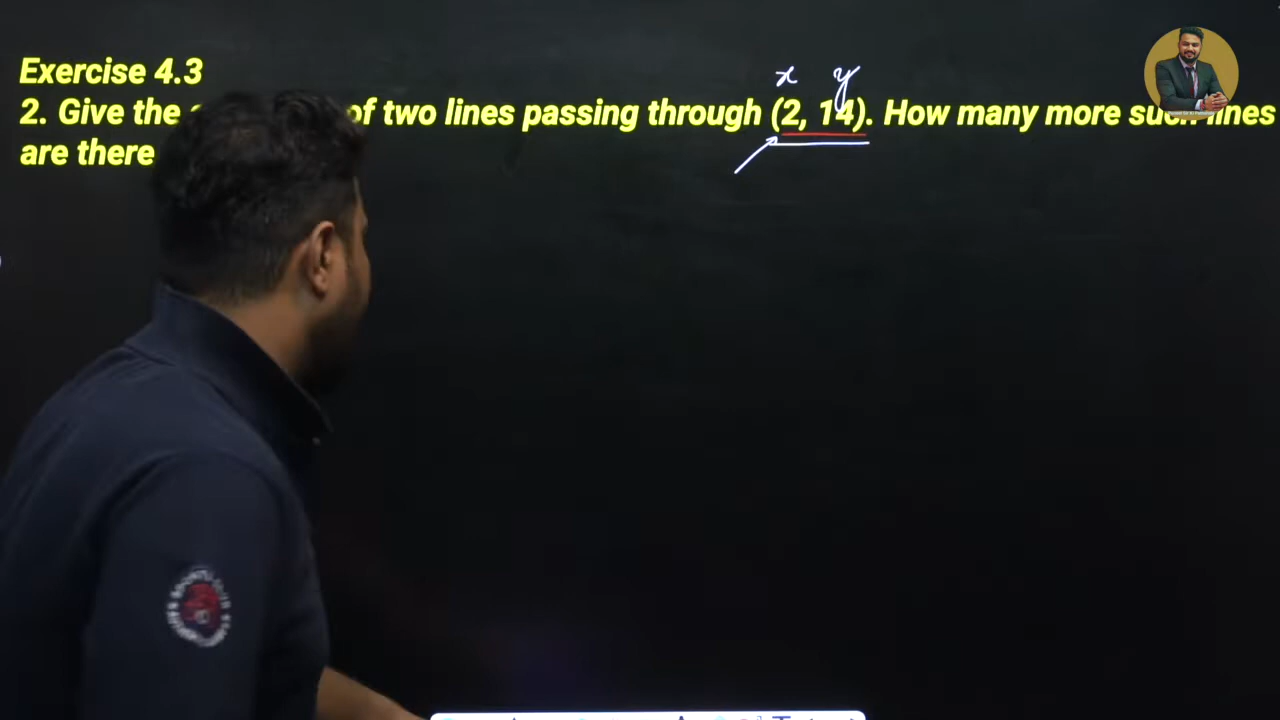 Exercise 4.3
x y
2. Give the of two lines passing through (2, 14). How many more such lines
are there